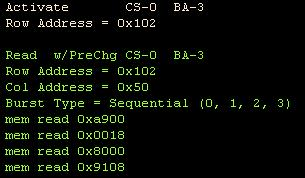 Activate CS-0 BA-3
Row Address = 0x102
Read w/PreChg CS-0 BA-3
Row Address = 0x102
Col Address = 0x50
Burst Type = Sequential (0, 1, 2, 3)
mem read 0xa900
mem read 0x0018
mem read 0x8000
mem read 0x9108